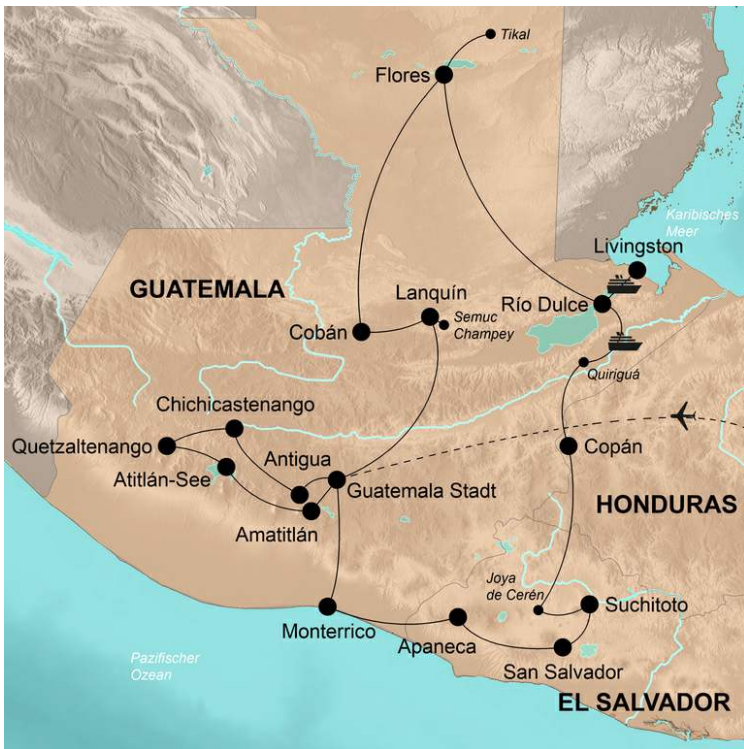 Tikal
Flores
Karibisches
Meer
Livingston
GUATEMALA
Lanquín
Río Dulce
Cobán
Semuc
Champey
Quiriguá
Chichicastenango
Quetzaltenango
Antigua
Copán
Atitlán-See
Guatemala Stadt
HONDURAS
Amatitlán
Joya
de Cerén
Suchitoto
Monterrico
Apaneca
San Salvador
Pazifischer
Ozean
EL SALVADOR